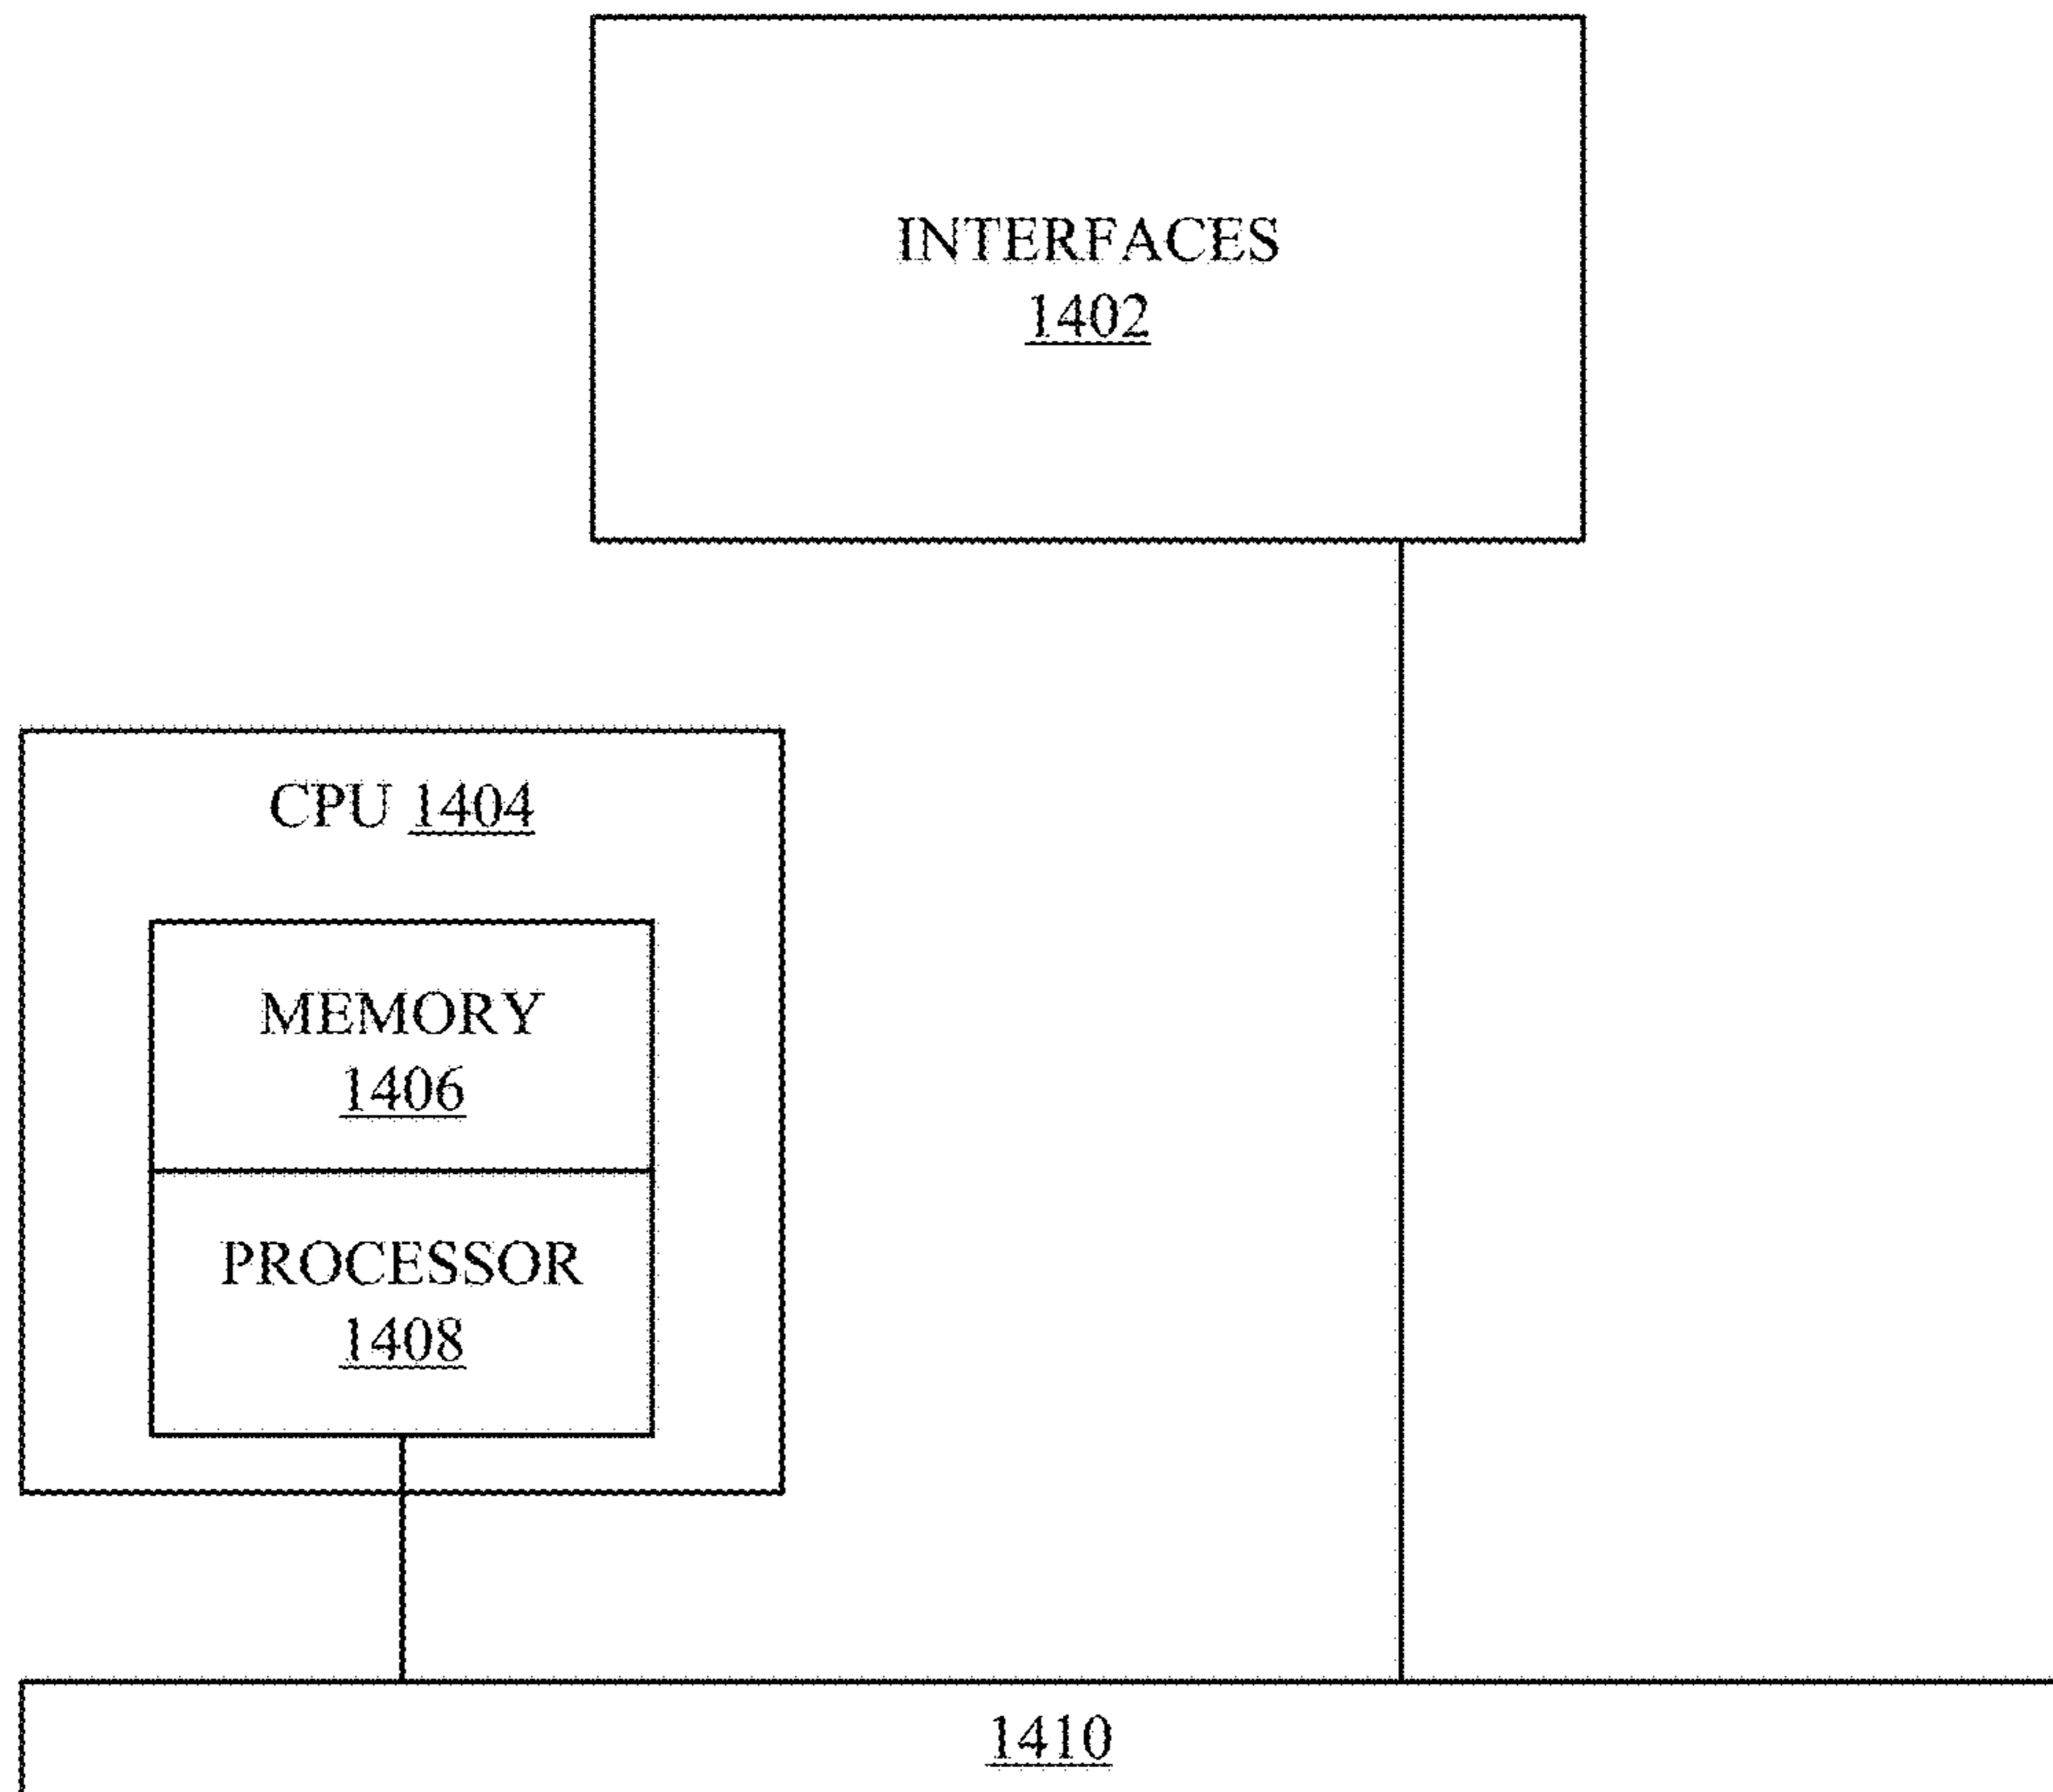 INTERFACES
1402
CPU 1404
MEMORY
1406
PROCESSOR
1408
1410